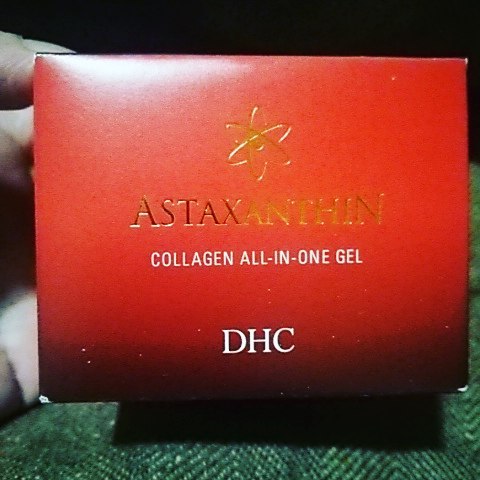 ASTAXANTHIN
COLLAGEN ALL-IN-ONE GEL
DHC